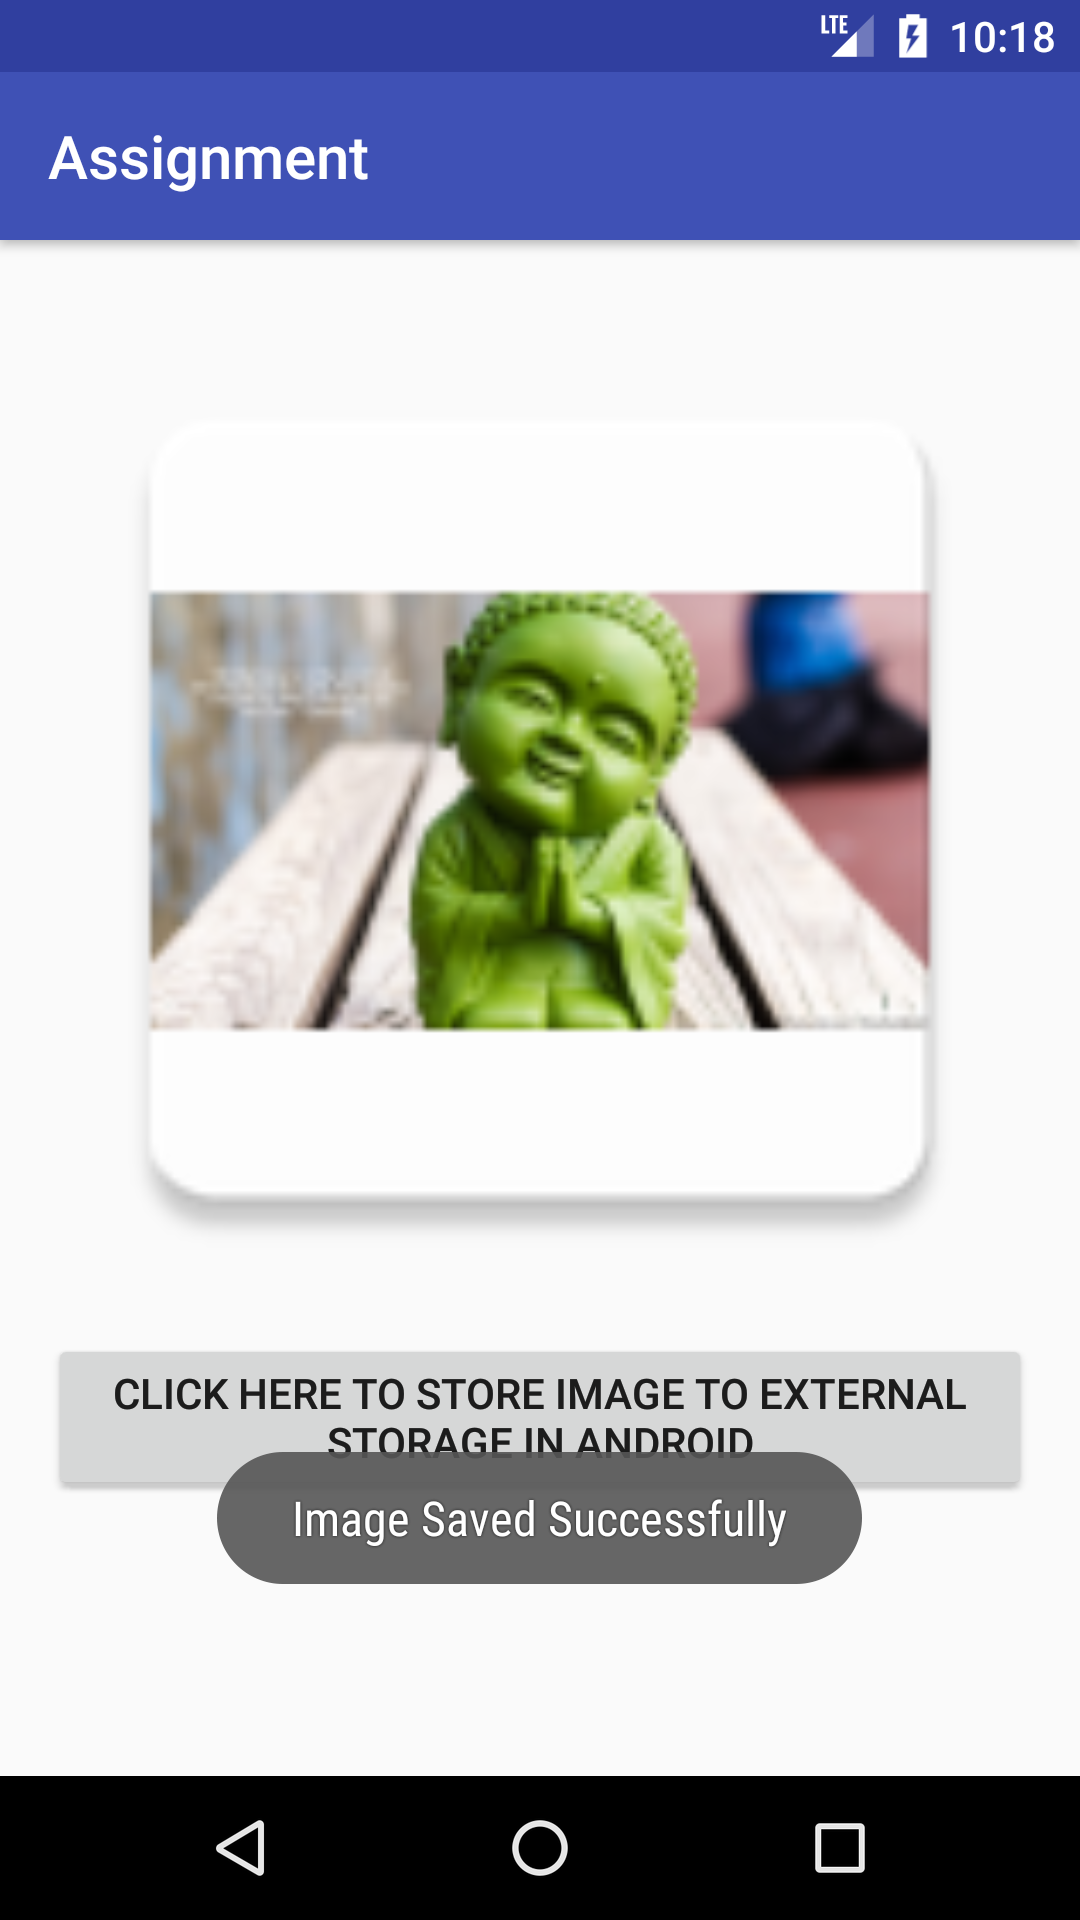 LTE 10:18
Assignment
CLICK HERE TO STORE IMAGE TO EXTERNAL
STORAGE IN ANDROID
Image Saved Successfully